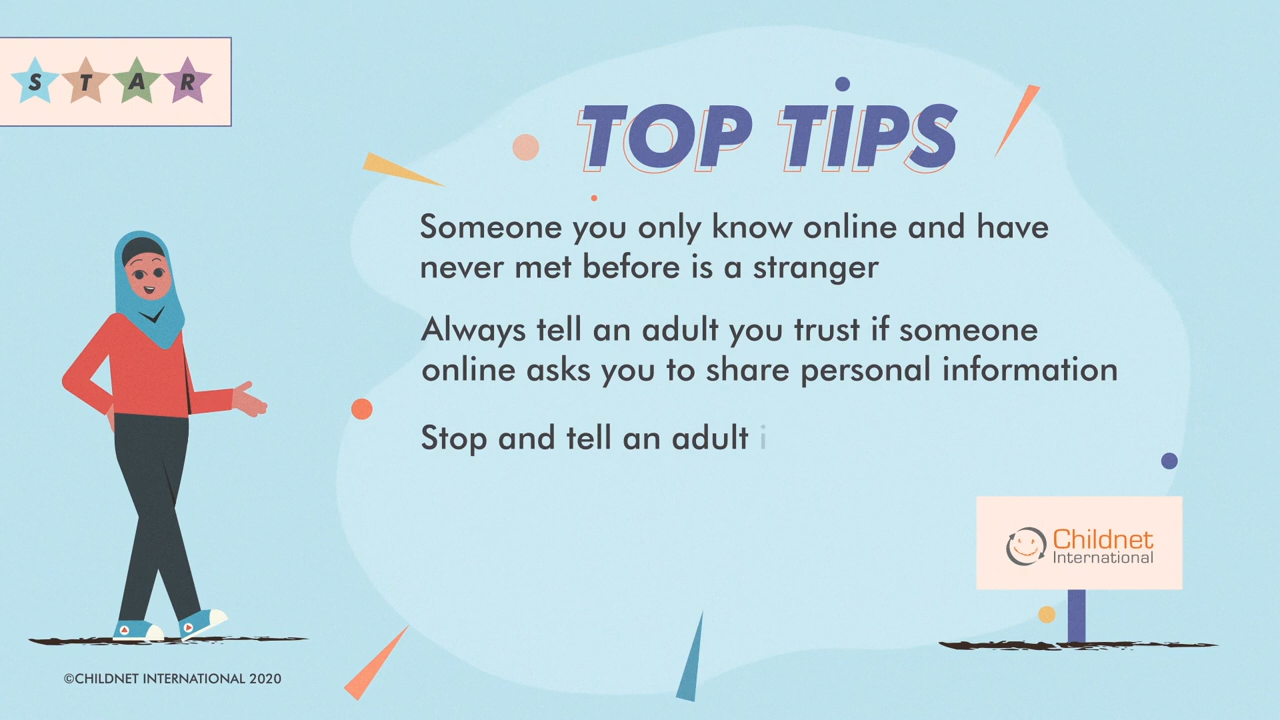 S T A R
TOP TIPS
Someone you only know online and have
never met before is a stranger
Always tell an adult you trust if someone
online asks you to share personal information
Stop and tell an adult i
Childnet
International
©CHILDNET INTERNATIONAL 2020